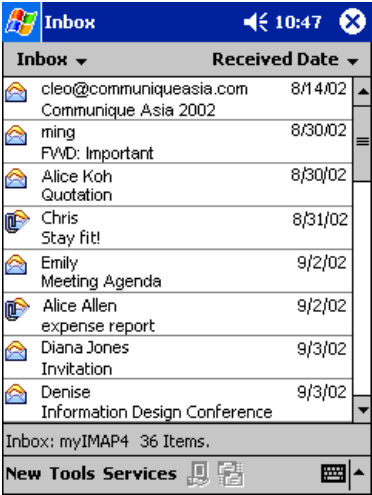 Inbox 10:47
Inbox Received Date
cleo@communiqueasia.com 8/14/02
Communique Asia 2002
ming 8/30/02
FWD: Important
Alice Koh 8/30/02
Quotation
Chris 8/31/02
Stay fit!
Emily 9/2/02
Meeting Agenda
Alice Allen 9/2/02
expense report
Diana Jones 9/3/02
Invitation
Denise 9/3/02
Information Design Conference
Inbox: myIMAP4 36 Items.
New Tools Services